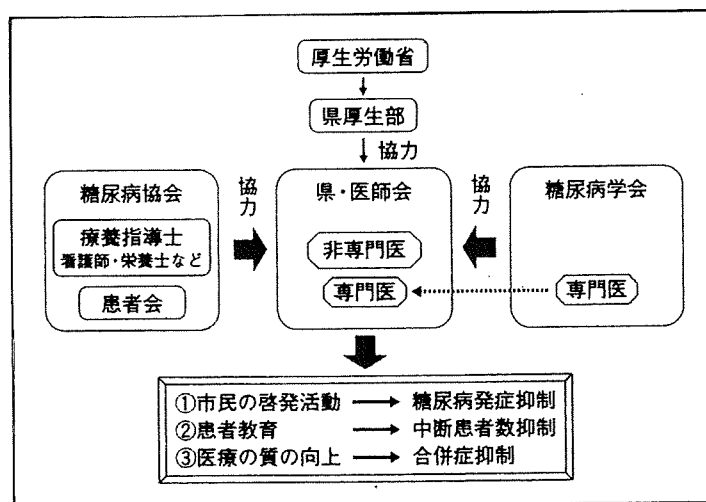 厚生労働省
県厚生部
協力
糖尿病協会
療養指導士
看護師・栄養士など
患者会
協力
県・医師会
非専門医
専門医
協力
糖尿病学会
専門医
①市民の啓発活動 → 糖尿病発症抑制
②患者教育 → 中断患者数抑制
③医療の質の向上 → 合併症抑制